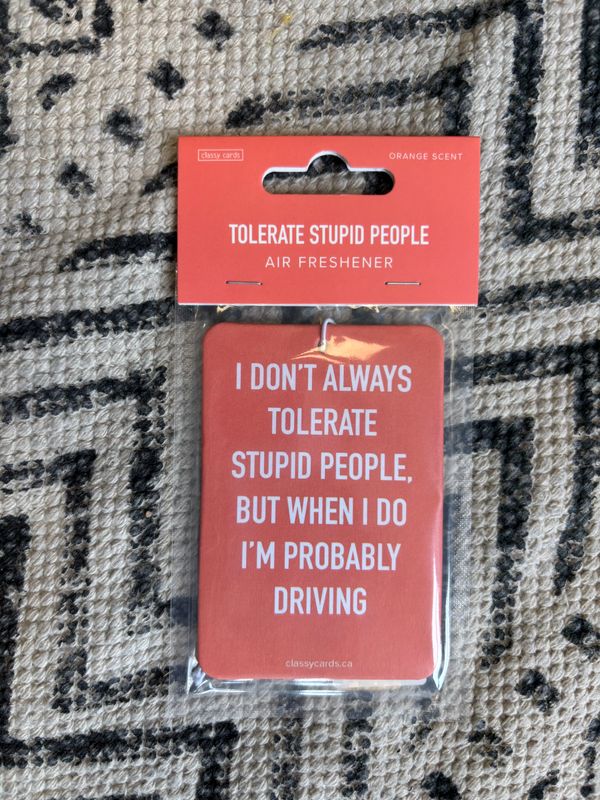 classy cards
ORANGE SCENT
TOLERATE STUPID PEOPLE
AIR FRESHENER
I DON'T ALWAYS
TOLERATE
STUPID PEOPLE,
BUT WHEN I DO
I'M PROBABLY
DRIVING
classycards.ca